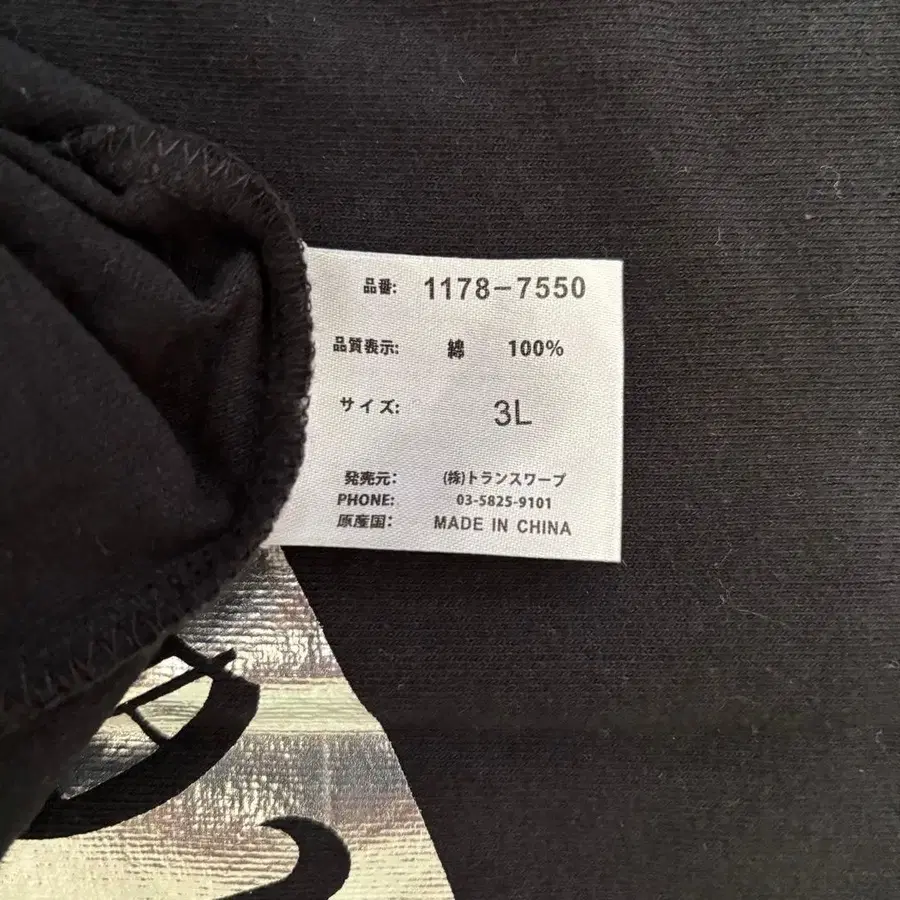 品番: 1178-7550
品質表示: 綿 100%
サイズ: 3L
発売元: (株)トランスワープ
PHONE: 03-5825-9101
原産国: MADE IN CHINA